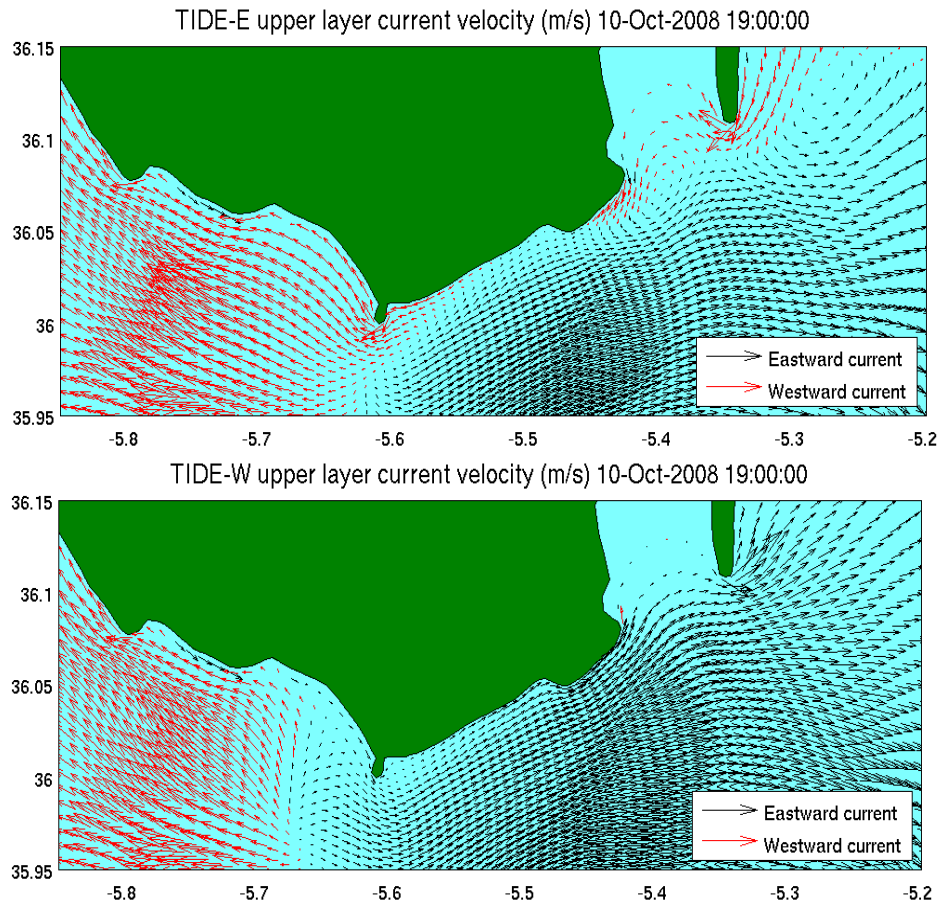 TIDE-E upper layer current velocity (m/s) 10-Oct-2008 19:00:00
36.15
36.1
36.05
36
35.95
Eastward current
Westward current
-5.8 -5.7 -5.6 -5.5 -5.4 -5.3 -5.2
TIDE-W upper layer current velocity (m/s) 10-Oct-2008 19:00:00
36.15
36.1
36.05
36
35.95
Eastward current
Westward current
-5.8 -5.7 -5.6 -5.5 -5.4 -5.3 -5.2